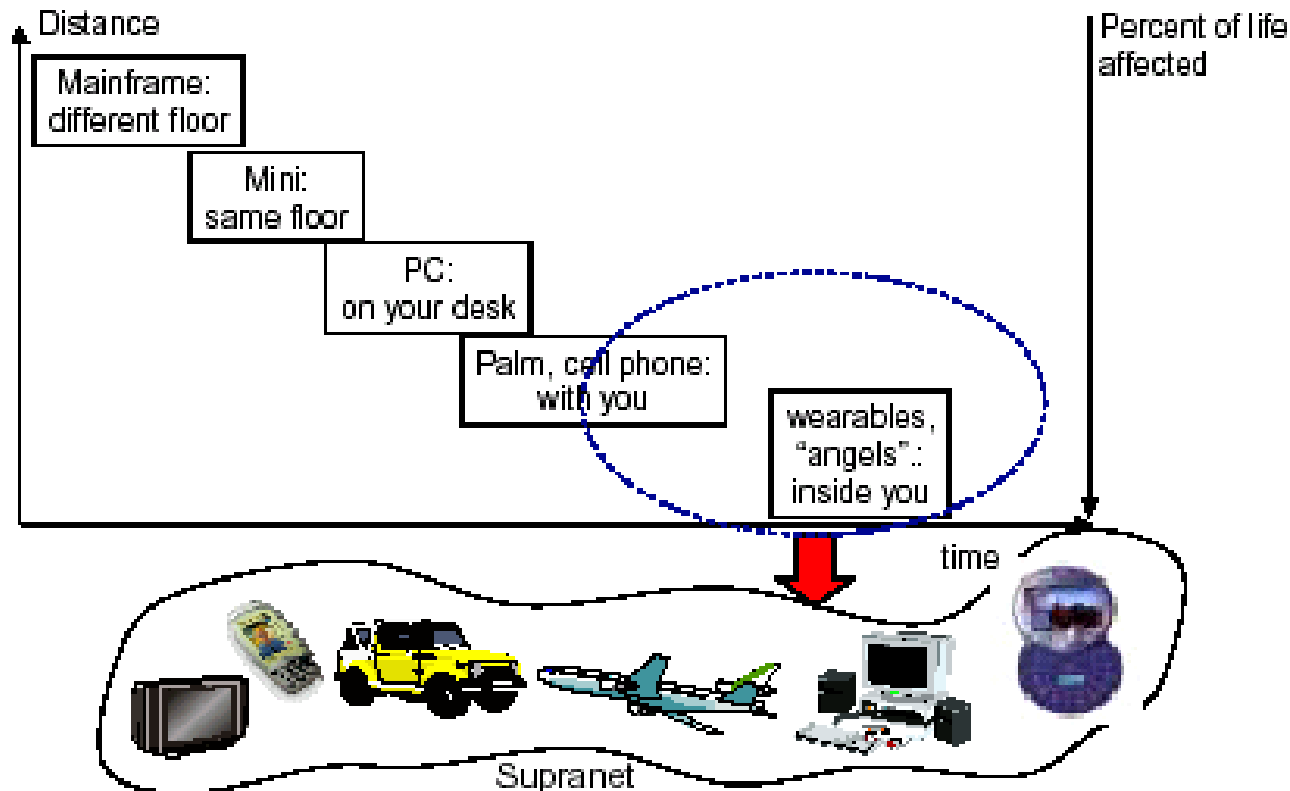 Distance
Percent of life
affected
Mainframe:
different floor
Mini:
same floor
PC:
on your desk
Palm, cell phone:
with you
wearables,
“angels”.:
inside you
time
Supranet